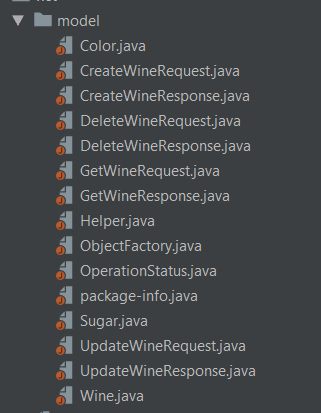 model
Color.java
CreateWineRequest.java
CreateWineResponse.java
DeleteWineRequest.java
DeleteWineResponse.java
GetWineRequest.java
GetWineResponse.java
Helper.java
ObjectFactory.java
OperationStatus.java
package-info.java
Sugar.java
UpdateWineRequest.java
UpdateWineResponse.java
Wine.java